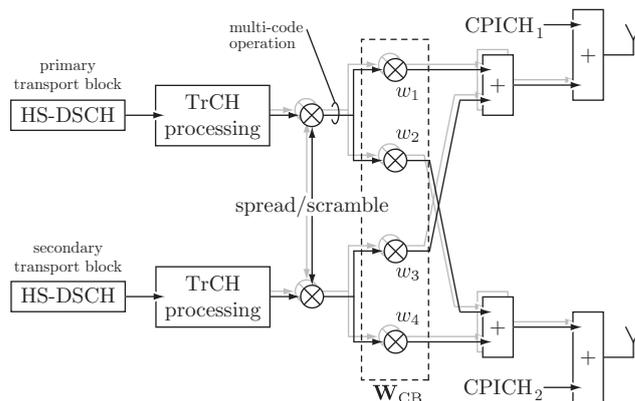 multi-code
operation
CPICH₁
primary
transport block
HS-DSCH
TrCH
processing
w₁
+
+
w₂
spread/scramble
secondary
transport block
HS-DSCH
TrCH
processing
w₃
w₄
+
+
W_CB
CPICH₂